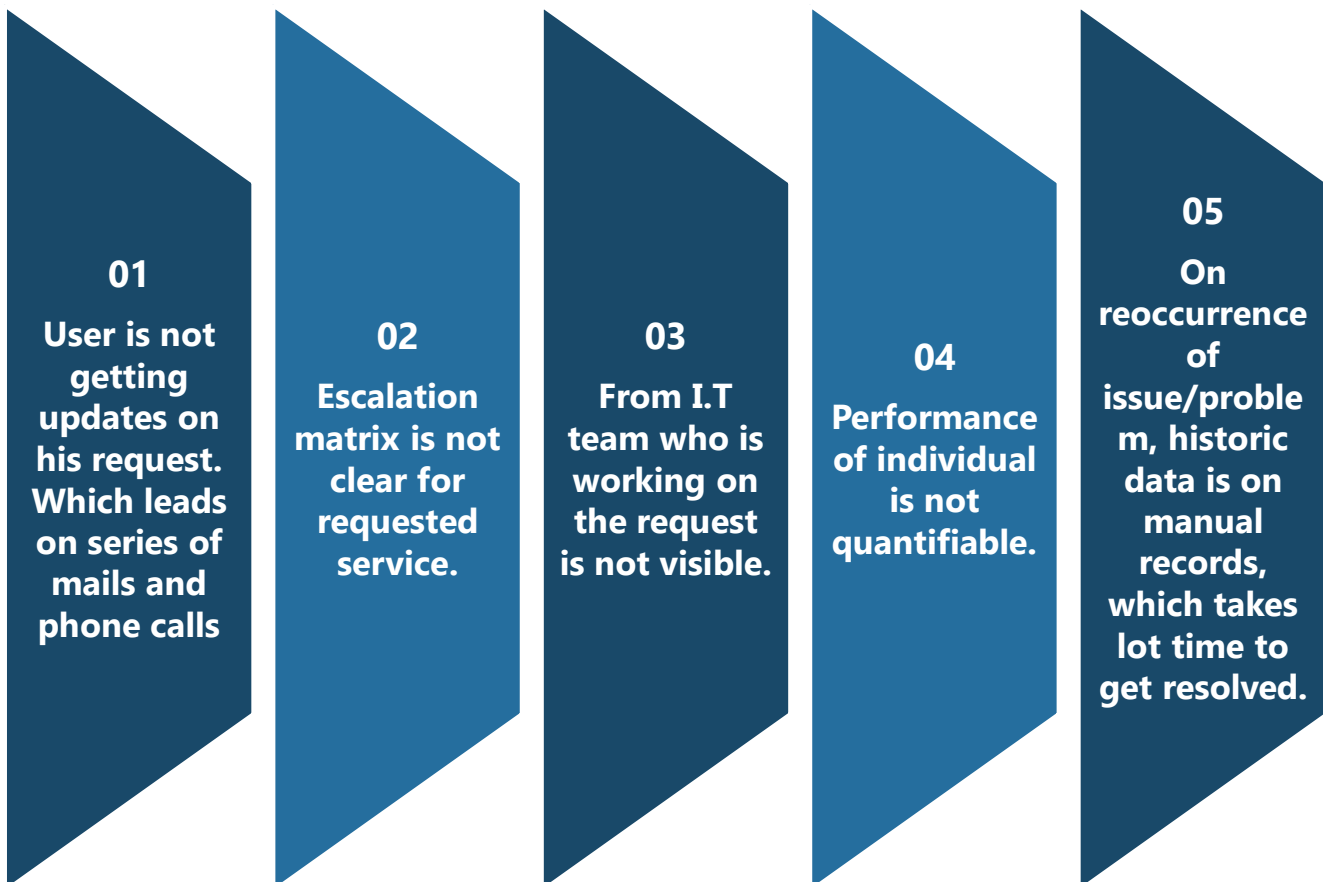 01
User is not
getting
updates on
his request.
Which leads
on series of
mails and
phone calls
02
Escalation
matrix is not
clear for
requested
service.
03
From I.T
team who is
working on
the request
is not visible.
04
Performance
of individual
is not
quantifiable.
05
On
reoccurrence
of
issue/proble
m, historic
data is on
manual
records,
which takes
lot time to
get resolved.